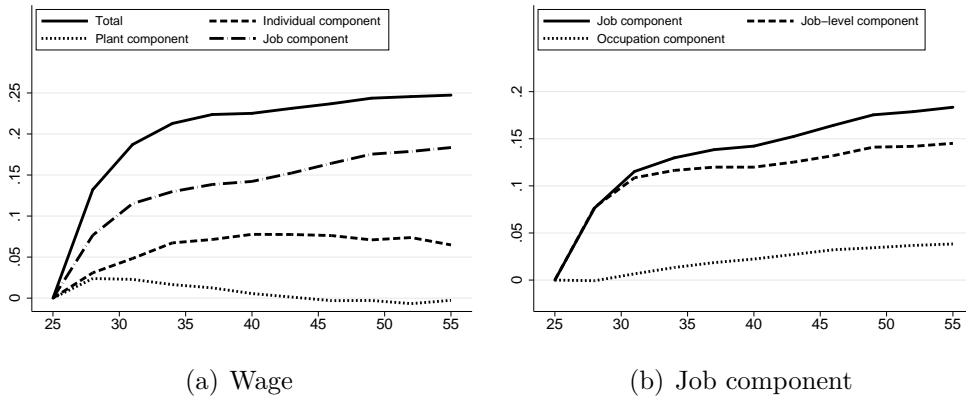 Total
Individual component
Plant component
Job component
0
.05
.1
.15
.2
.25
25
30
35
40
45
50
55
(a) Wage
Job component
Job−level component
Occupation component
0
.05
.1
.15
.2
25
30
35
40
45
50
55
(b) Job component